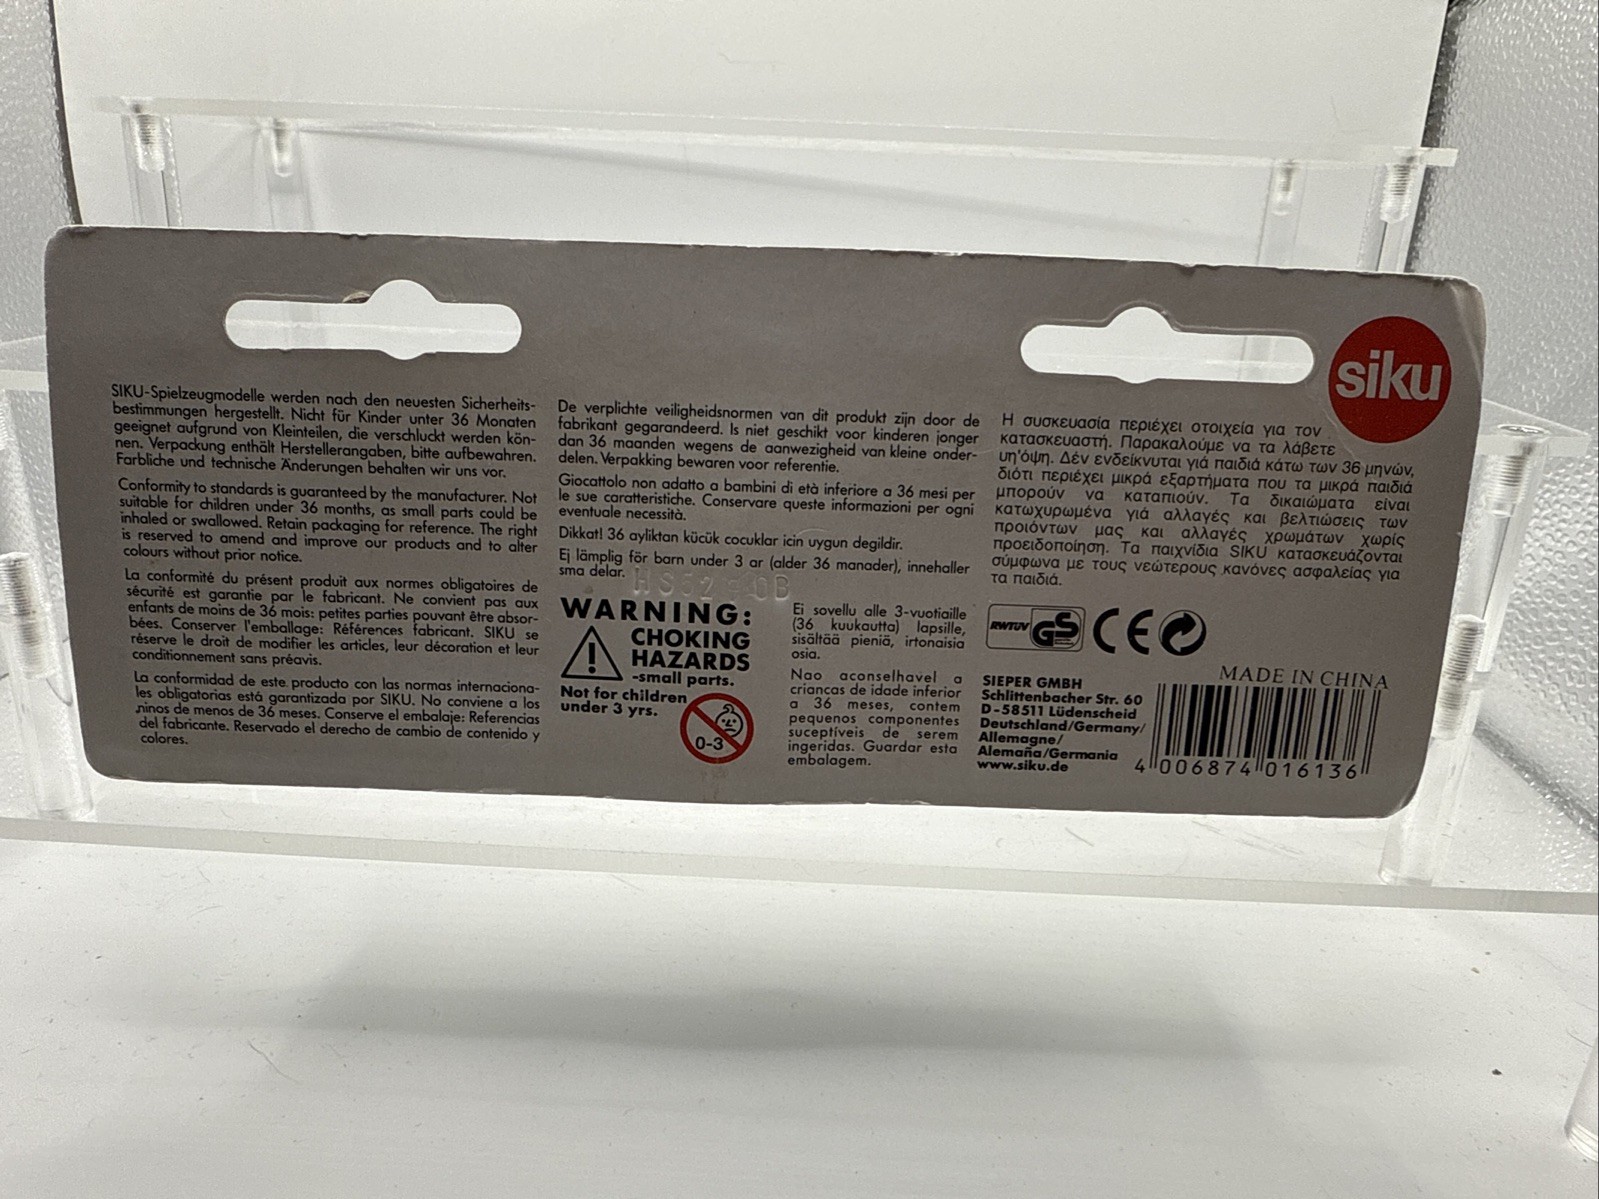 siku
SIKU-Spielzeugmodelle werden nach den neuesten Sicherheits-
bestimmungen hergestellt. Nicht für Kinder unter 36 Monaten
geeignet aufgrund von Kleinteilen, die verschluckt werden kön-
nen. Verpackung enthält Herstellerangaben, bitte aufbewahren.
Farbliche und technische Änderungen behalten wir uns vor.
Conformity to standards is guaranteed by the manufacturer. Not
suitable for children under 36 months, as small parts could be
inhaled or swallowed. Retain packaging for reference. The right
is reserved to amend and improve our products and to alter
colours without prior notice.
La conformité du présent produit aux normes obligatoires de
sécurité est garantie par le fabricant. Ne convient pas aux
enfants de moins de 36 mois: petites parties pouvant être absor-
bées. Conserver l'emballage: Références fabricant. SIKU se
réserve le droit de modifier les articles, leur décoration et leur
conditionnement sans préavis.
La conformidad de este producto con las normas internaciona-
les obligatorias está garantizada por SIKU. No conviene a los
ninos de menos de 36 meses. Conserve el embalaje: Referencias
del fabricante. Reservado el derecho de cambio de contenido y
colores.
De verplichte veiligheidsnormen van dit produkt zijn door de
fabrikant gegarandeerd. Is niet geschikt voor kinderen jonger
dan 36 maanden wegens de aanwezigheid van kleine onder-
delen. Verpakking bewaren voor referentie.
Giocattolo non adatto a bambini di età inferiore a 36 mesi per
le sue caratteristiche. Conservare queste informazioni per ogni
eventuale necessità.
Dikkat! 36 ayliktan kücük cocuklar icin uygun degildir.
Ej lämplig för barn under 3 ar (alder 36 manader), innehaller
sma delar.
WARNING:
CHOKING
HAZARDS
-small parts.
Not for children
under 3 yrs.
0-3
Ei sovellu alle 3-vuotiaille
(36 kuukautta) lapsille,
sisältää pieniä, irtonaisia
osia.
Nao aconselhavel a
criancas de idade inferior
a 36 meses, contem
pequenos componentes
suceptíveis de serem
ingeridas. Guardar esta
embalagem.
Η συσκευασία περιέχει στοιχεία για τον
κατασκευαστή. Παρακαλούμε να τα λάβετε
υη'όψη. Δέν ενδείκνυται γιά παιδιά κάτω των 36 μηνών,
διότι περιέχει μικρά εξαρτήματα που τα μικρά παιδιά
μπορούν να καταπιούν. Τα δικαιώματα είναι
κατωχυρωμένα γιά αλλαγές και βελτιώσεις των
προιόντων μας και αλλαγές χρωμάτων χωρίς
προειδοποίηση. Τα παιχνίδια SIKU κατασκευάζονται
σύμφωνα με τους νεώτερους κανόνες ασφαλείας για
τα παιδιά.
RWTÜV GS CE
MADE IN CHINA
SIEPER GMBH
Schlittenbacher Str. 60
D-58511 Lüdenscheid
Deutschland/Germany/
Allemagne/
Alemaña/Germania
www.siku.de
4 006874 016136